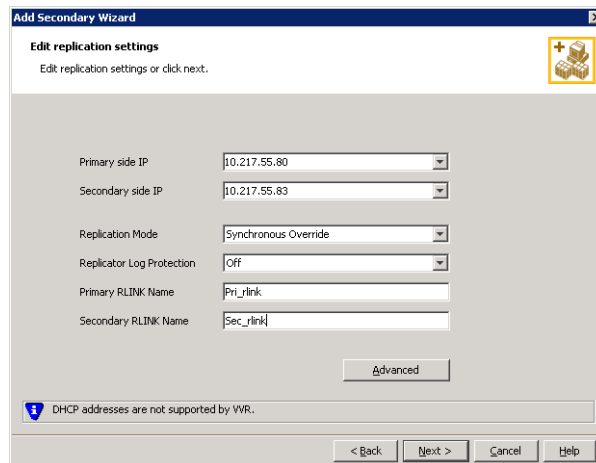 Add Secondary Wizard
Edit replication settings
Edit replication settings or click next.
Primary side IP 10.217.55.80
Secondary side IP 10.217.55.83
Replication Mode Synchronous Override
Replicator Log Protection Off
Primary RLINK Name Pri_rlink
Secondary RLINK Name Sec_rlink
Advanced
DHCP addresses are not supported by VVR.
< Back Next > Cancel Help